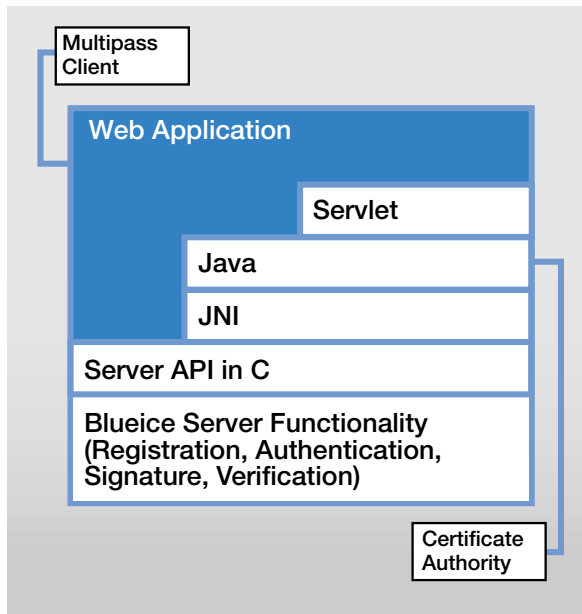 Multipass
Client
Web Application
Servlet
Java
JNI
Server API in C
Blueice Server Functionality
(Registration, Authentication,
Signature, Verification)
Certificate
Authority